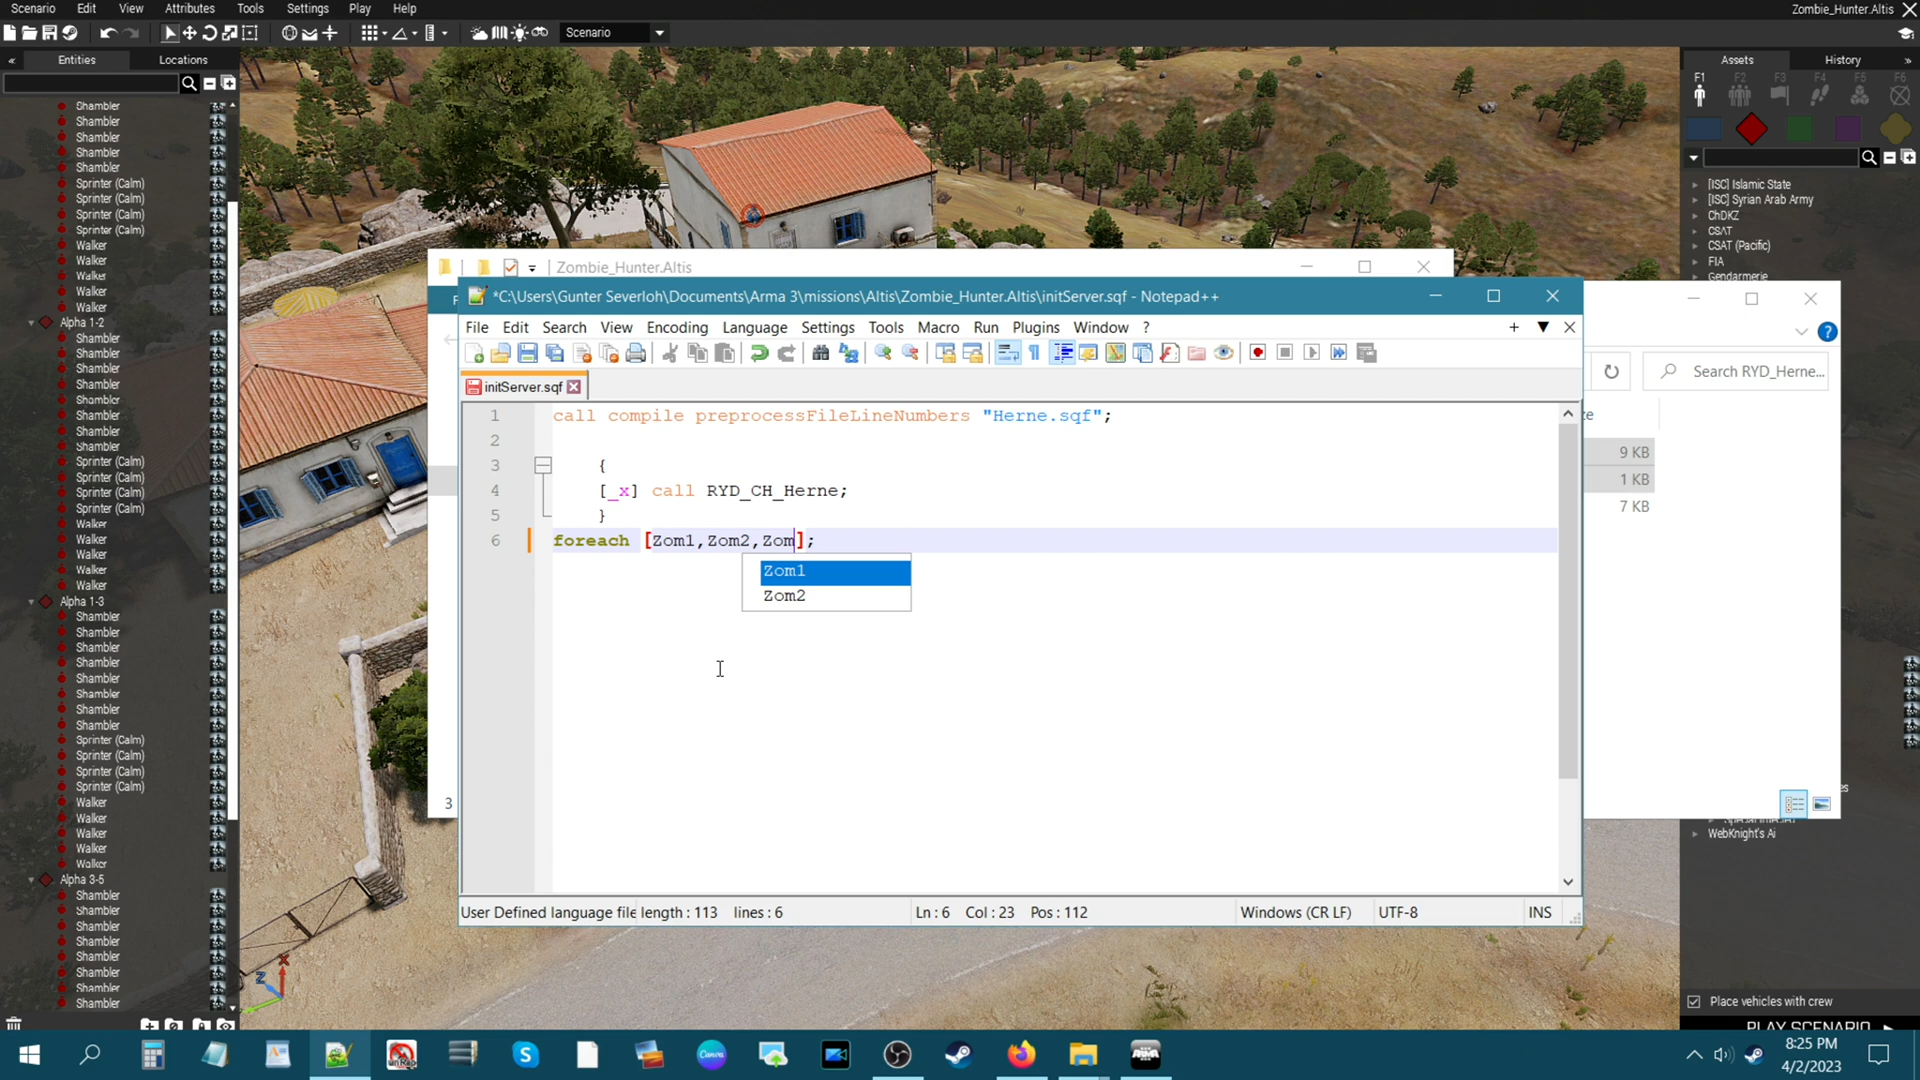 Scenario Edit View Attributes Tools Settings Play Help Zombie_Hunter.Altis
Scenario
Entities Locations
Shambler
Shambler
Shambler
Shambler
Shambler
Sprinter (Calm)
Sprinter (Calm)
Sprinter (Calm)
Sprinter (Calm)
Walker
Walker
Walker
Walker
Walker
Alpha 1-2
Shambler
Shambler
Shambler
Shambler
Shambler
Shambler
Shambler
Shambler
Sprinter (Calm)
Sprinter (Calm)
Sprinter (Calm)
Sprinter (Calm)
Walker
Walker
Walker
Walker
Walker
Alpha 1-3
Shambler
Shambler
Shambler
Shambler
Shambler
Shambler
Shambler
Shambler
Sprinter (Calm)
Sprinter (Calm)
Sprinter (Calm)
Sprinter (Calm)
Walker
Walker
Walker
Walker
Walker
Alpha 3-5
Shambler
Shambler
Shambler
Shambler
Shambler
Shambler
Shambler
Shambler
Zombie_Hunter.Altis
F
3
*C:\Users\Gunter Severloh\Documents\Arma 3\missions\Altis\Zombie_Hunter.Altis\initServer.sqf - Notepad++
File Edit Search View Encoding Language Settings Tools Macro Run Plugins Window ?
initServer.sqf
1 call compile preprocessFileLineNumbers "Herne.sqf";
2
3 {
4 [_x] call RYD_CH_Herne;
5 }
6 foreach [Zom1,Zom2,Zom];
Zom1
Zom2
User Defined language file length : 113 lines : 6 Ln : 6 Col : 23 Pos : 112 Windows (CR LF) UTF-8 INS
Search RYD_Herne...
ze
9 KB
1 KB
7 KB
Assets History
F1 F2 F3 F4 F5 F6
[ISC] Islamic State
[ISC] Syrian Arab Army
ChDKZ
CSAT
CSAT (Pacific)
FIA
Gendarmerie
WebKnight's Ai
Place vehicles with crew
PLAY SCENARIO
8:25 PM
4/2/2023